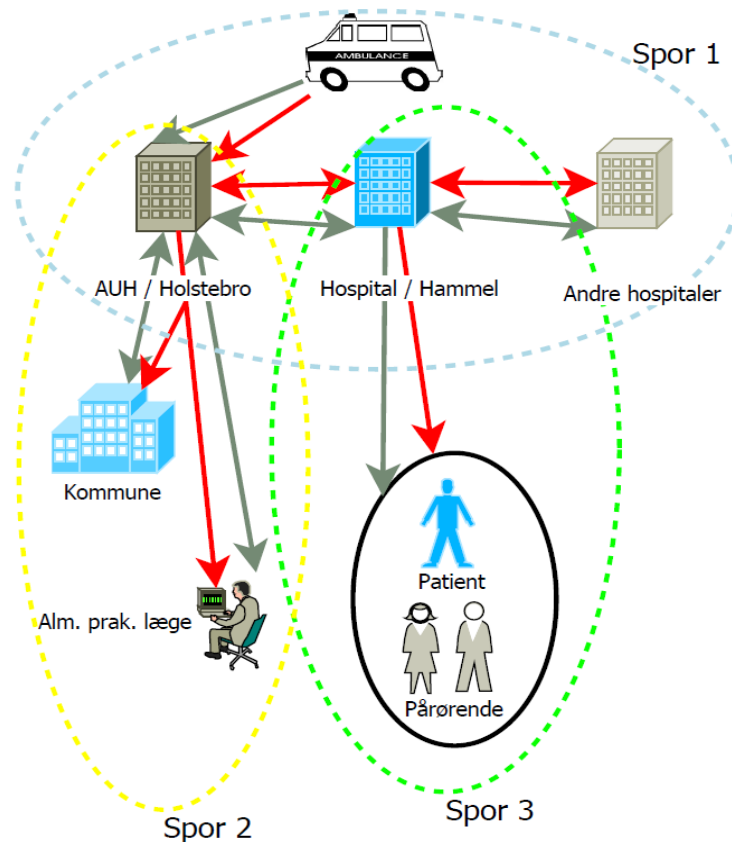 Spor 1
AMBULANCE
AUH / Holstebro
Hospital / Hammel
Andre hospitaler
Kommune
Patient
Alm. prak. læge
Pårørende
Spor 3
Spor 2